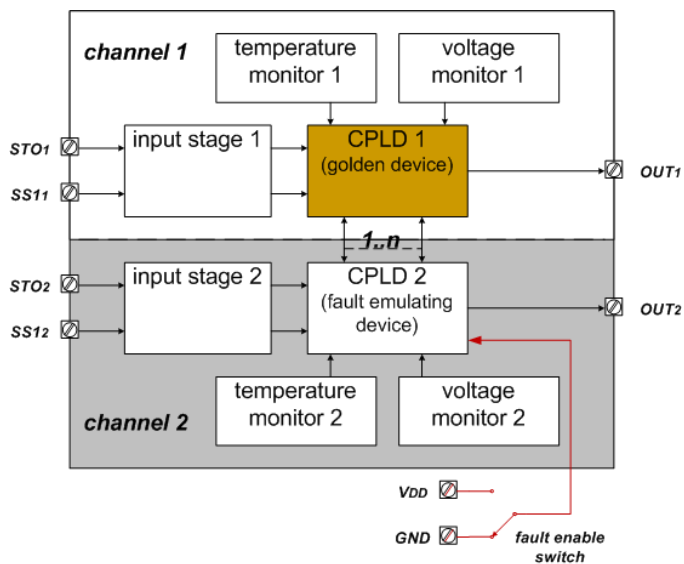 channel 1
temperature
monitor 1
voltage
monitor 1
STO1
SS11
input stage 1
CPLD 1
(golden device)
OUT1
1..n
STO2
SS12
input stage 2
CPLD 2
(fault emulating
device)
OUT2
channel 2
temperature
monitor 2
voltage
monitor 2
VDD
GND
fault enable
switch